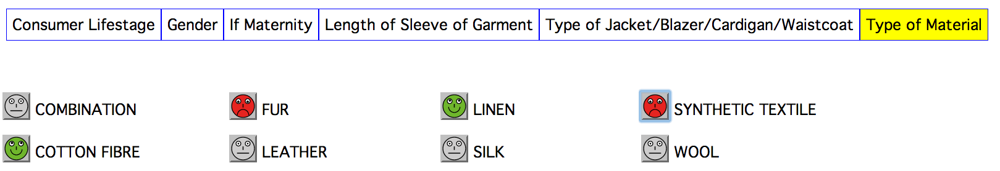 Consumer Lifestage Gender If Maternity Length of Sleeve of Garment Type of Jacket/Blazer/Cardigan/Waistcoat Type of Material
COMBINATION FUR LINEN SYNTHETIC TEXTILE
COTTON FIBRE LEATHER SILK WOOL